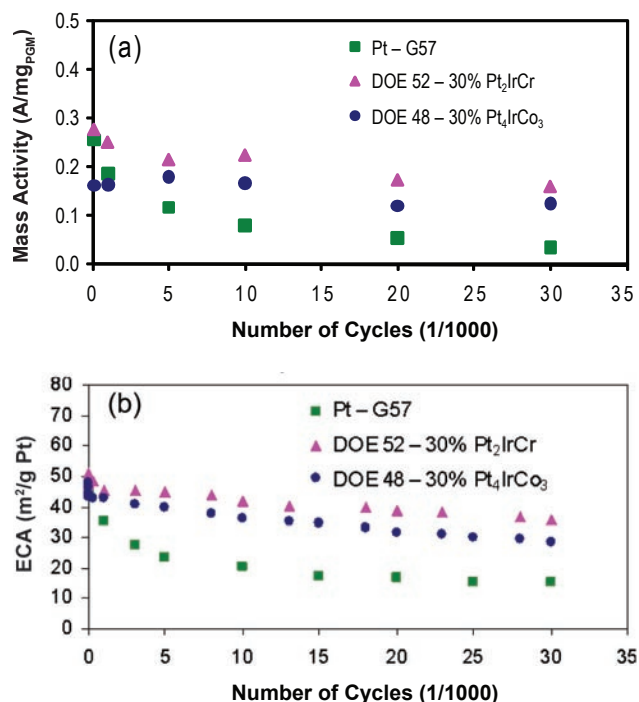 (a)
Mass Activity (A/mgPGM)
0.5
0.4
0.3
0.2
0.1
0.0
Pt – G57
DOE 52 – 30% Pt₂IrCr
DOE 48 – 30% Pt₄IrCo₃
0 5 10 15 20 25 30 35
Number of Cycles (1/1000)
(b)
ECA (m²/g Pt)
80
70
60
50
40
30
20
10
0
Pt – G57
DOE 52 – 30% Pt₂IrCr
DOE 48 – 30% Pt₄IrCo₃
0 5 10 15 20 25 30 35
Number of Cycles (1/1000)